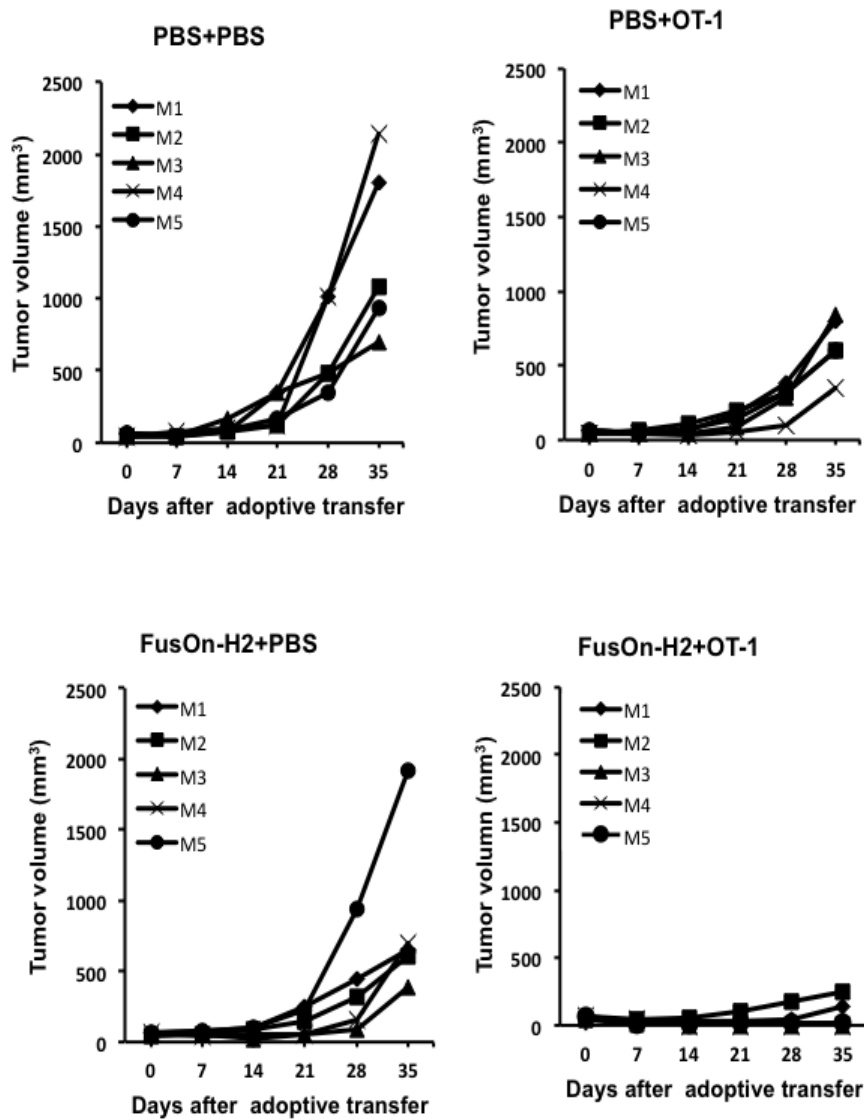 PBS+PBS
2500
2000
1500
1000
500
0
Tumor volume (mm³)
M1
M2
M3
M4
M5
0 7 14 21 28 35
Days after adoptive transfer
PBS+OT-1
2500
2000
1500
1000
500
0
Tumor volume (mm³)
M1
M2
M3
M4
M5
0 7 14 21 28 35
Days after adoptive transfer
FusOn-H2+PBS
2500
2000
1500
1000
500
0
Tumor volume (mm³)
M1
M2
M3
M4
M5
0 7 14 21 28 35
Days after adoptive transfer
FusOn-H2+OT-1
2500
2000
1500
1000
500
0
Tumor volumn (mm³)
M1
M2
M3
M4
M5
0 7 14 21 28 35
Days after adoptive transfer